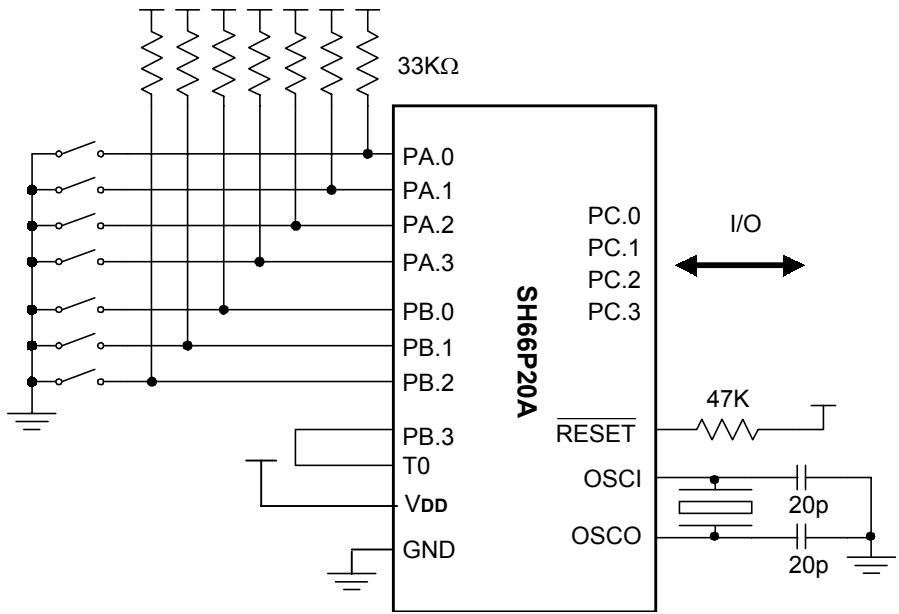 33KΩ
PA.0
PA.1
PA.2
PA.3
PB.0
PB.1
PB.2
PB.3
T0
VDD
GND
SH66P20A
PC.0
PC.1
PC.2
PC.3
I/O
RESET
47K
OSCI
20p
OSCO
20p